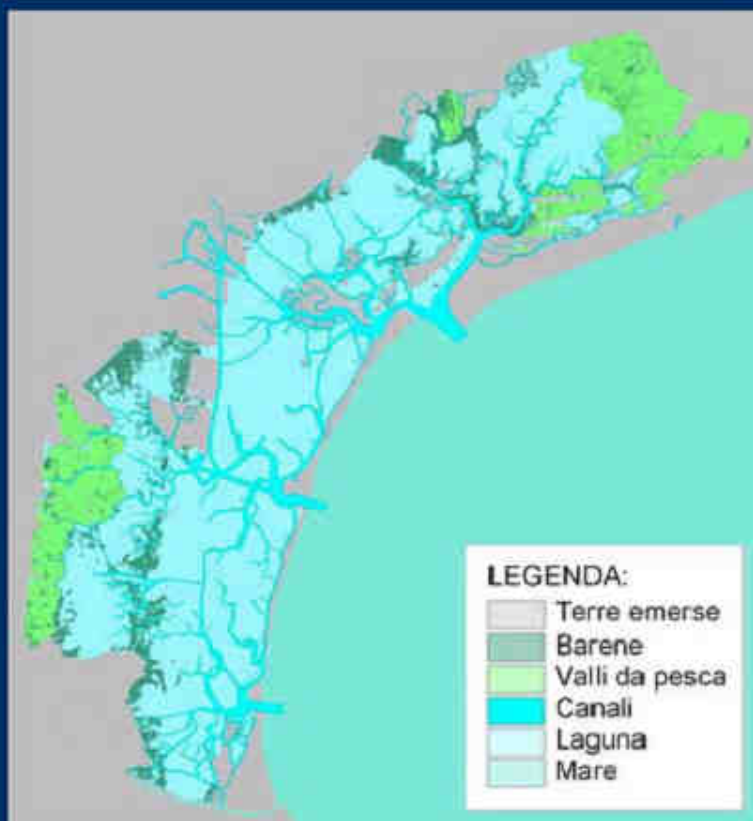 LEGENDA:
Terre emerse
Barene
Valli da pesca
Canali
Laguna
Mare